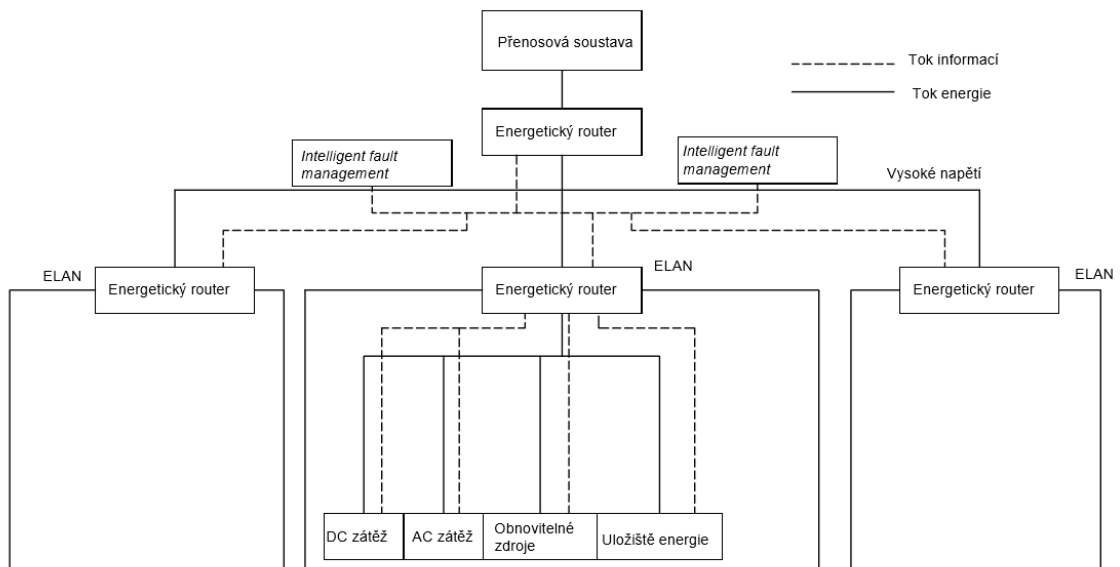 Přenosová soustava
Tok informací
Tok energie
Energetický router
Intelligent fault
management
Intelligent fault
management
Vysoké napětí
ELAN
Energetický router
ELAN
Energetický router
ELAN
Energetický router
DC zátěž
AC zátěž
Obnovitelné
zdroje
Uložiště energie